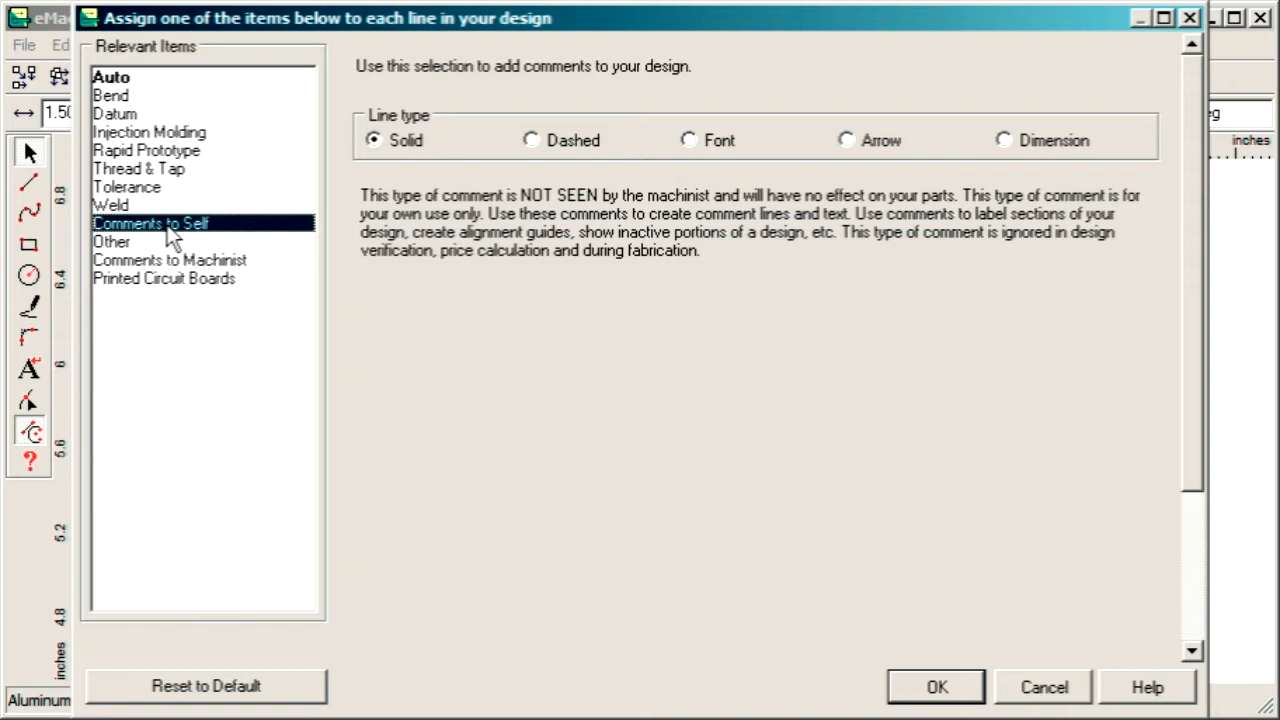 eMac
Assign one of the items below to each line in your design
File Ed
Relevant Items
Auto
Bend
Datum
Injection Molding
Rapid Prototype
Thread & Tap
Tolerance
Weld
Comments to Self
Other
Comments to Machinist
Printed Circuit Boards
Use this selection to add comments to your design.
Line type
Solid Dashed Font Arrow Dimension
This type of comment is NOT SEEN by the machinist and will have no effect on your parts. This type of comment is for
your own use only. Use these comments to create comment lines and text. Use comments to label sections of your
design, create alignment guides, show inactive portions of a design, etc. This type of comment is ignored in design
verification, price calculation and during fabrication.
1.50
eg
inches
6.8
6.4
6
5.6
5.2
4.8
inches
A
?
Aluminum
Reset to Default
OK Cancel Help